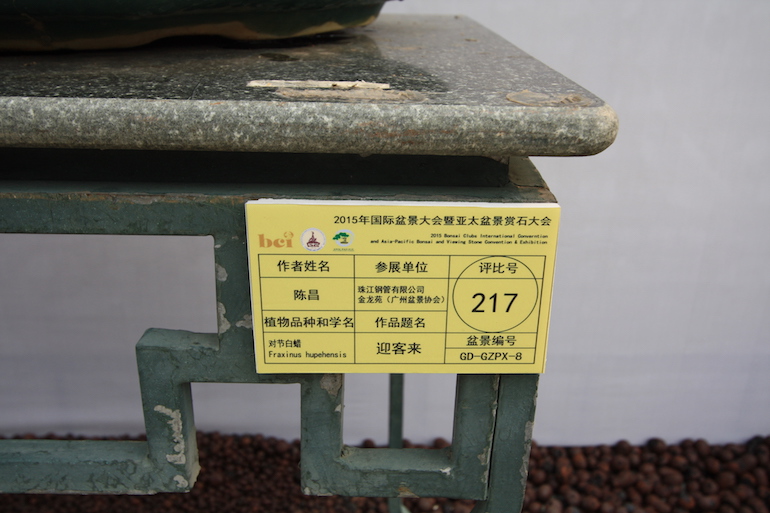 2015年国际盆景大会暨亚太盆景赏石大会
bci
2015 Bonsai Clubs International Convention
and Asia-Pacific Bonsai and Viewing Stone Convention & Exhibition
作者姓名 参展单位 评比号
陈昌 珠江钢管有限公司
金龙苑（广州盆景协会） 217
植物品种和学名 作品题名 盆景编号
对节白蜡
Fraxinus hupehensis 迎客来 GD-GZPX-8